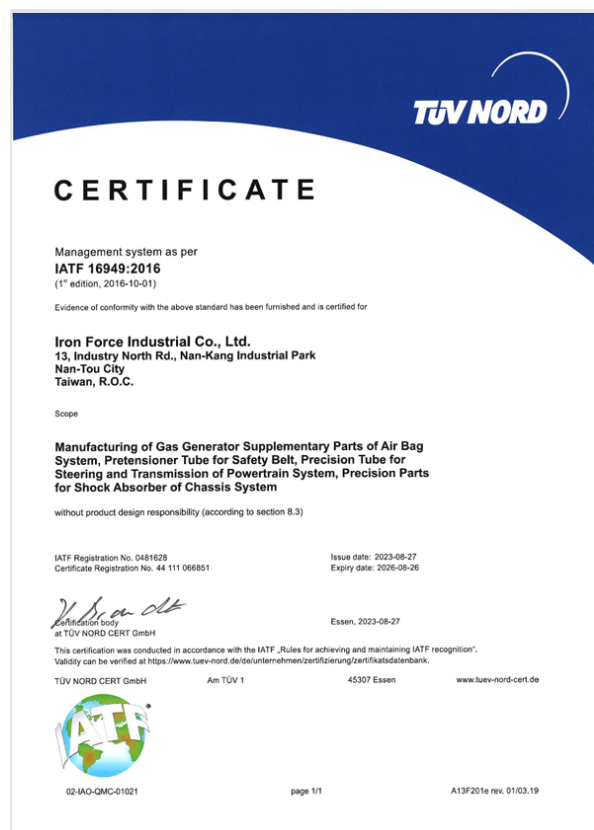 TÜV NORD
CERTIFICATE
Management system as per
IATF 16949:2016
(1st edition, 2016-10-01)
Evidence of conformity with the above standard has been furnished and is certified for
Iron Force Industrial Co., Ltd.
13, Industry North Rd., Nan-Kang Industrial Park
Nan-Tou City
Taiwan, R.O.C.
Scope
Manufacturing of Gas Generator Supplementary Parts of Air Bag
System, Pretensioner Tube for Safety Belt, Precision Tube for
Steering and Transmission of Powertrain System, Precision Parts
for Shock Absorber of Chassis System
without product design responsibility (according to section 8.3)
IATF Registration No. 0481628
Certificate Registration No. 44 111 066851
Issue date: 2023-08-27
Expiry date: 2026-08-26
Certification body
at TÜV NORD CERT GmbH
Essen, 2023-08-27
This certification was conducted in accordance with the IATF „Rules for achieving and maintaining IATF recognition“.
Validity can be verified at https://www.tuev-nord.de/de/unternehmen/zertifizierung/zertifikatsdatenbank.
TÜV NORD CERT GmbH Am TÜV 1 45307 Essen www.tuev-nord-cert.de
IATF
02-IAO-QMC-01021 page 1/1 A13F201e rev. 01/03.19